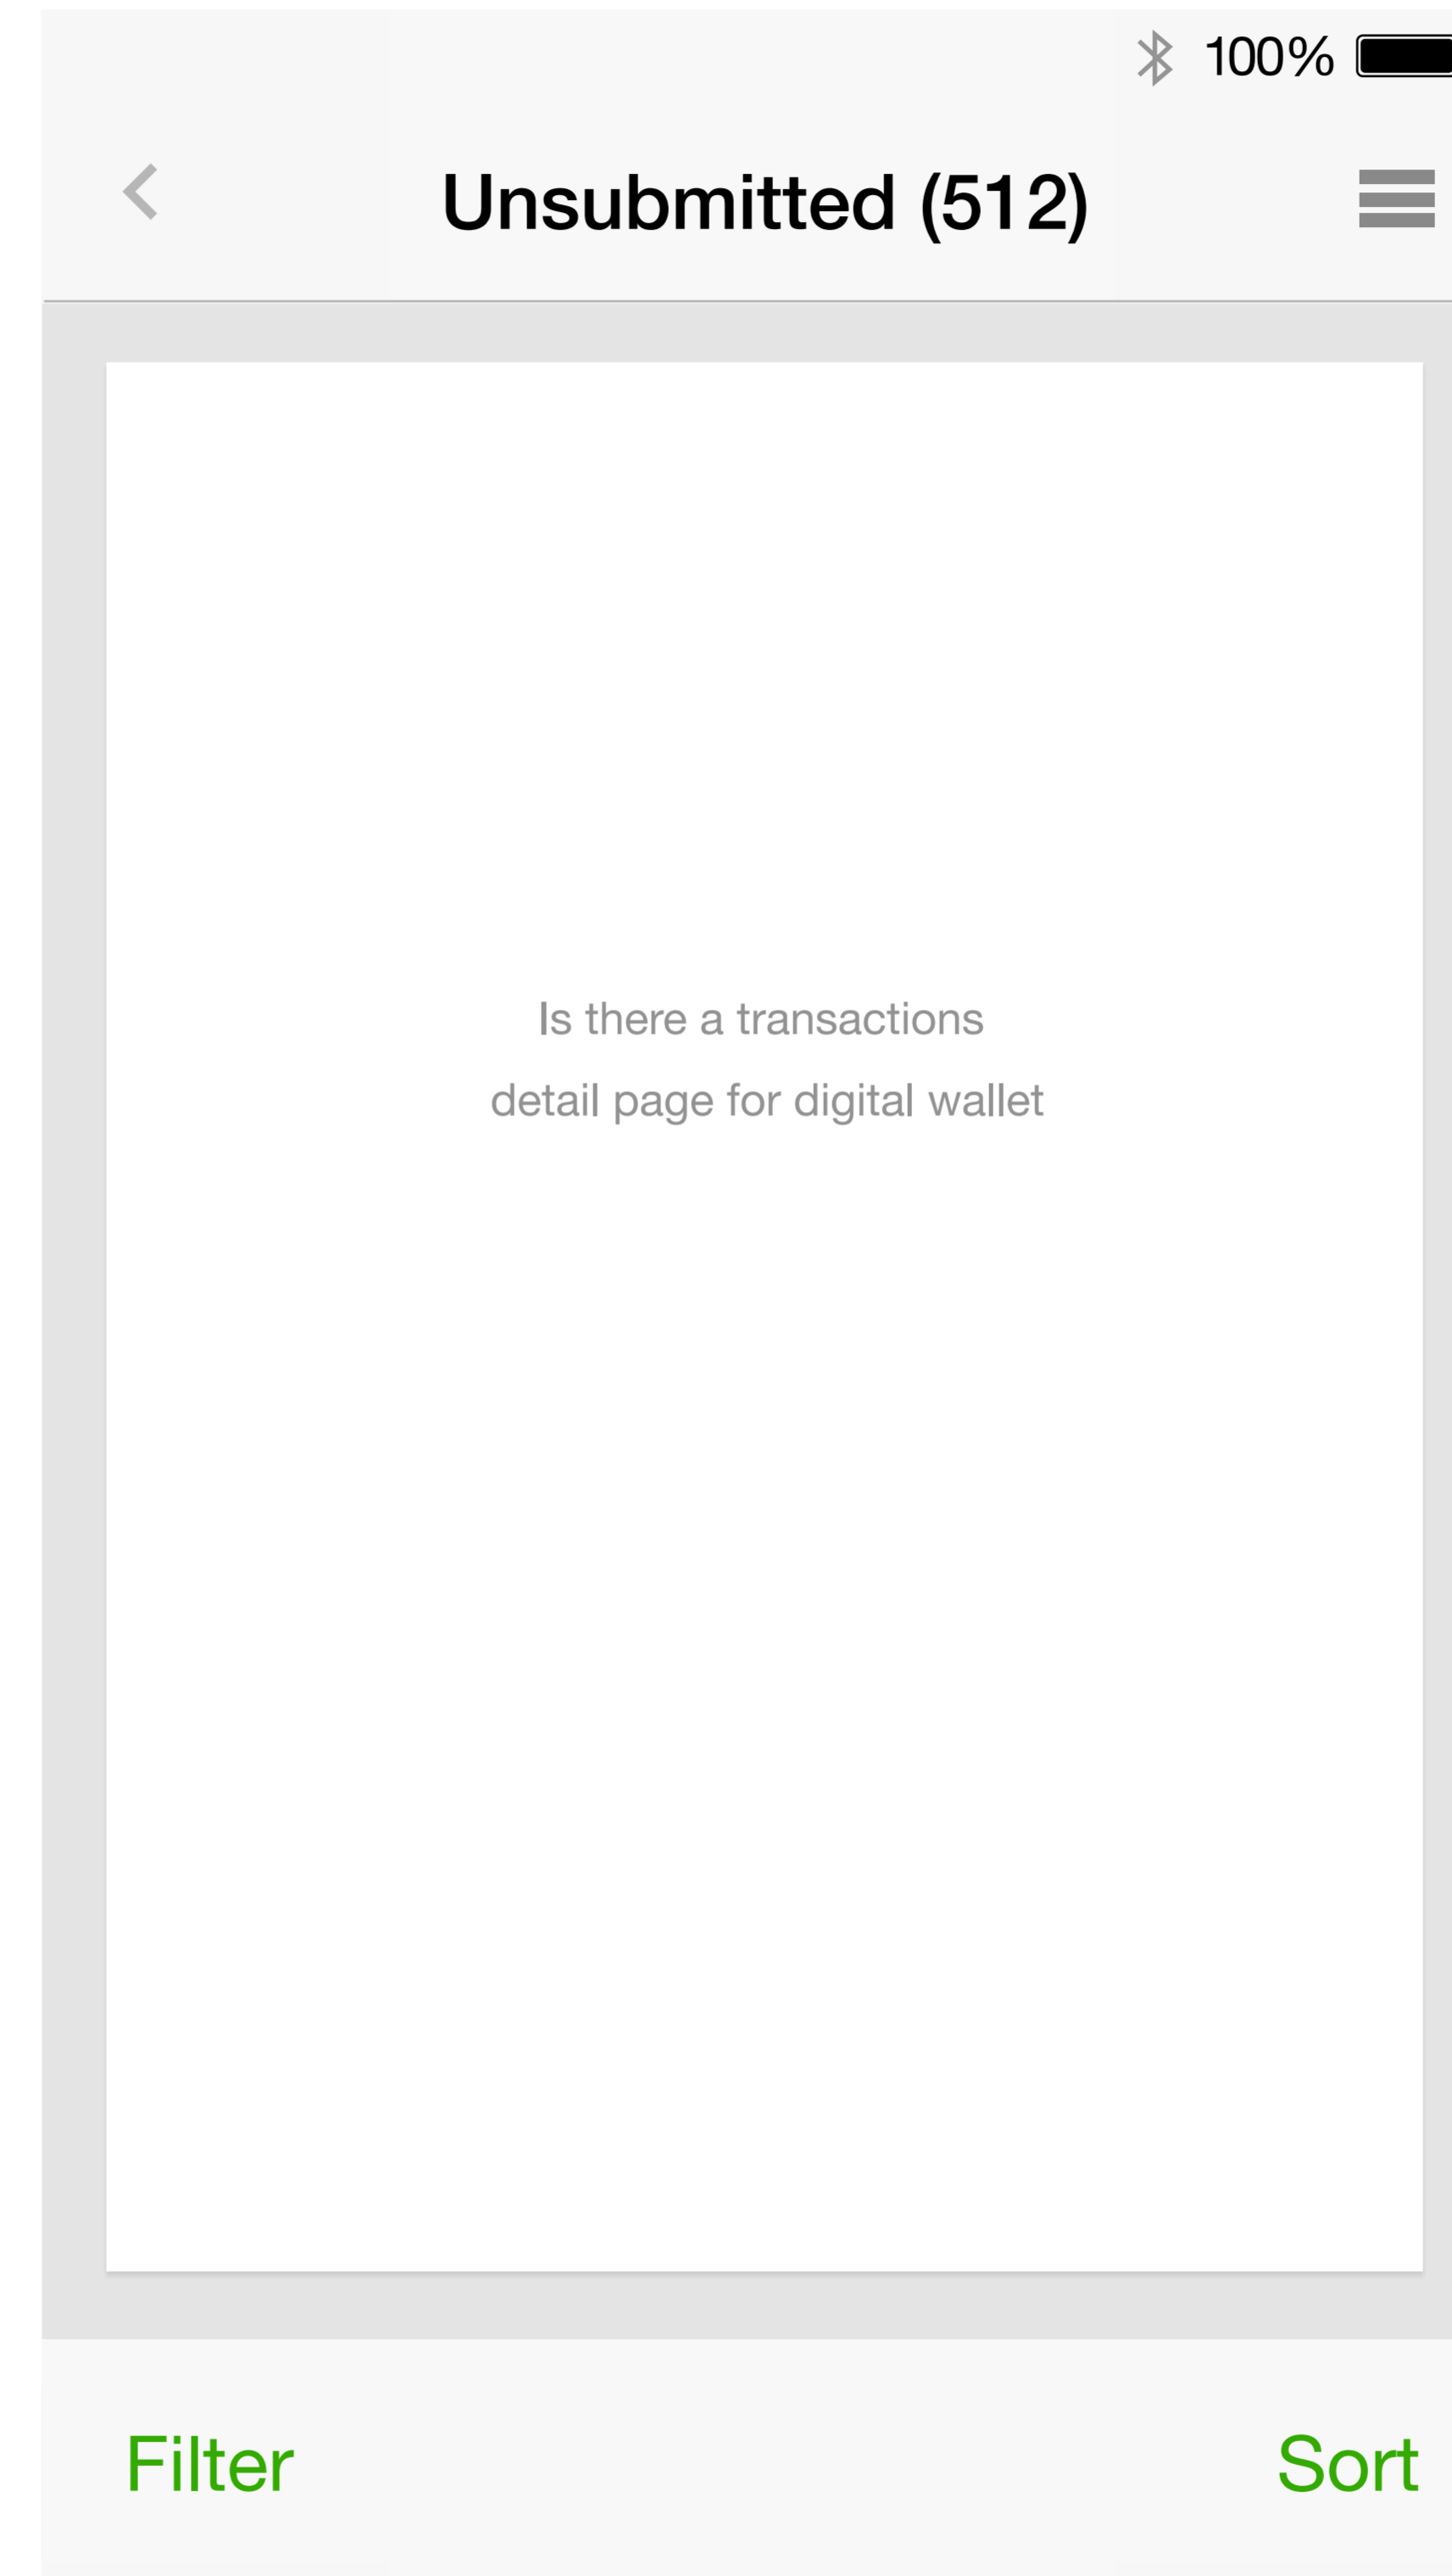 100%
Unsubmitted (512)
Is there a transactions
detail page for digital wallet
Filter
Sort